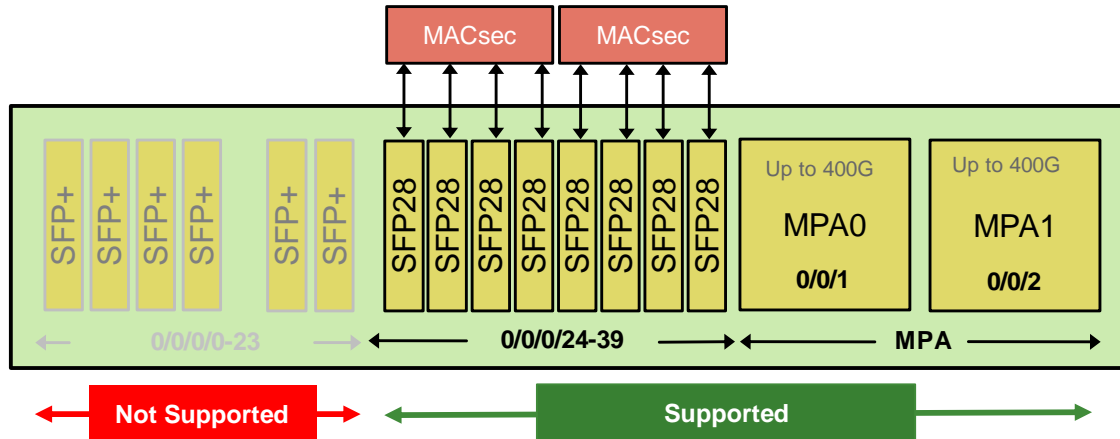 MACsec
MACsec
SFP+
SFP+
SFP+
SFP+
SFP+
SFP+
SFP28
SFP28
SFP28
SFP28
SFP28
SFP28
SFP28
SFP28
Up to 400G
MPA0
0/0/1
Up to 400G
MPA1
0/0/2
0/0/0/0-23
0/0/0/24-39
MPA
Not Supported
Supported